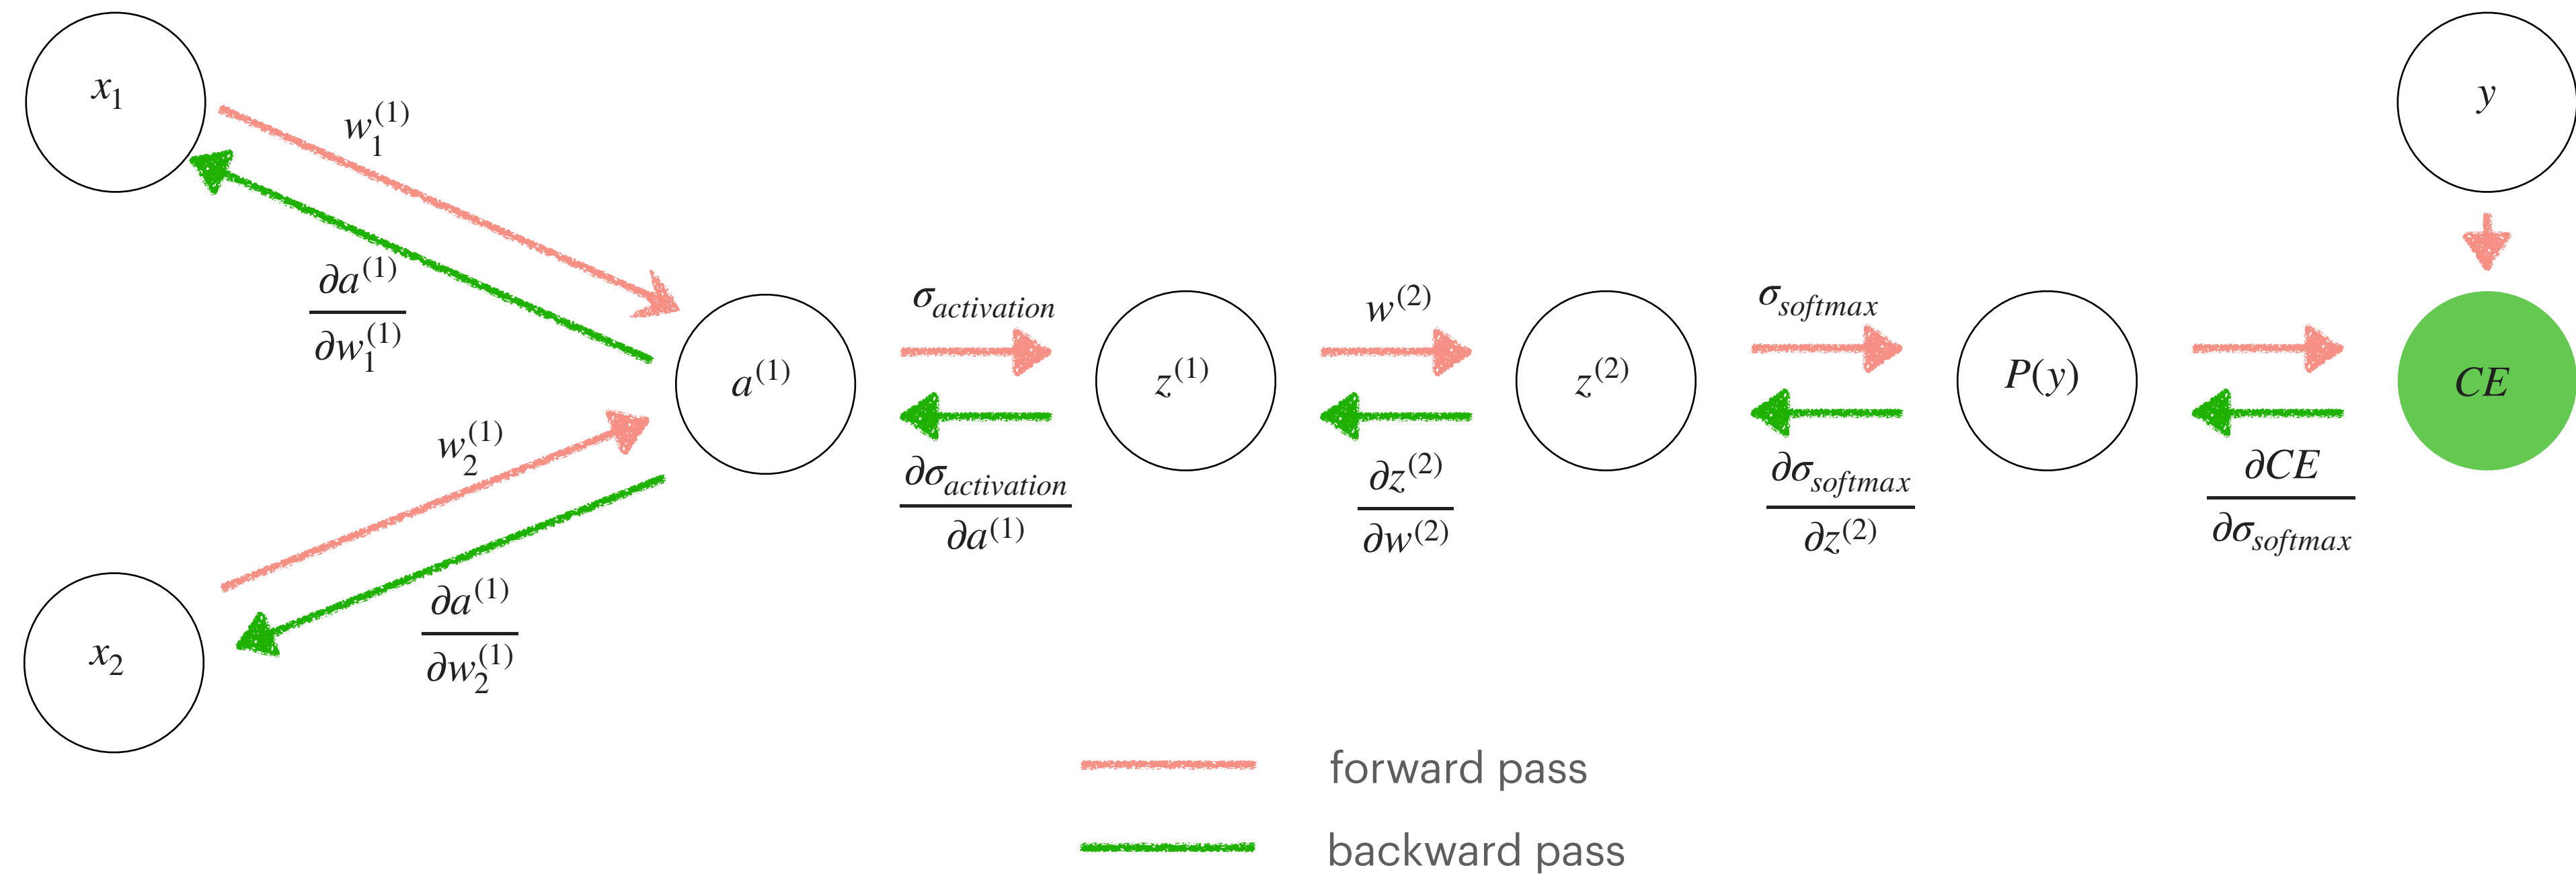 x₁
y
w₁⁽¹⁾
∂a⁽¹⁾
∂w₁⁽¹⁾
σ_activation
w⁽²⁾
σ_softmax
a⁽¹⁾
z⁽¹⁾
z⁽²⁾
P(y)
CE
w₂⁽¹⁾
∂σ_activation
∂a⁽¹⁾
∂z⁽²⁾
∂w⁽²⁾
∂σ_softmax
∂z⁽²⁾
∂CE
∂σ_softmax
∂a⁽¹⁾
∂w₂⁽¹⁾
x₂
forward pass
backward pass